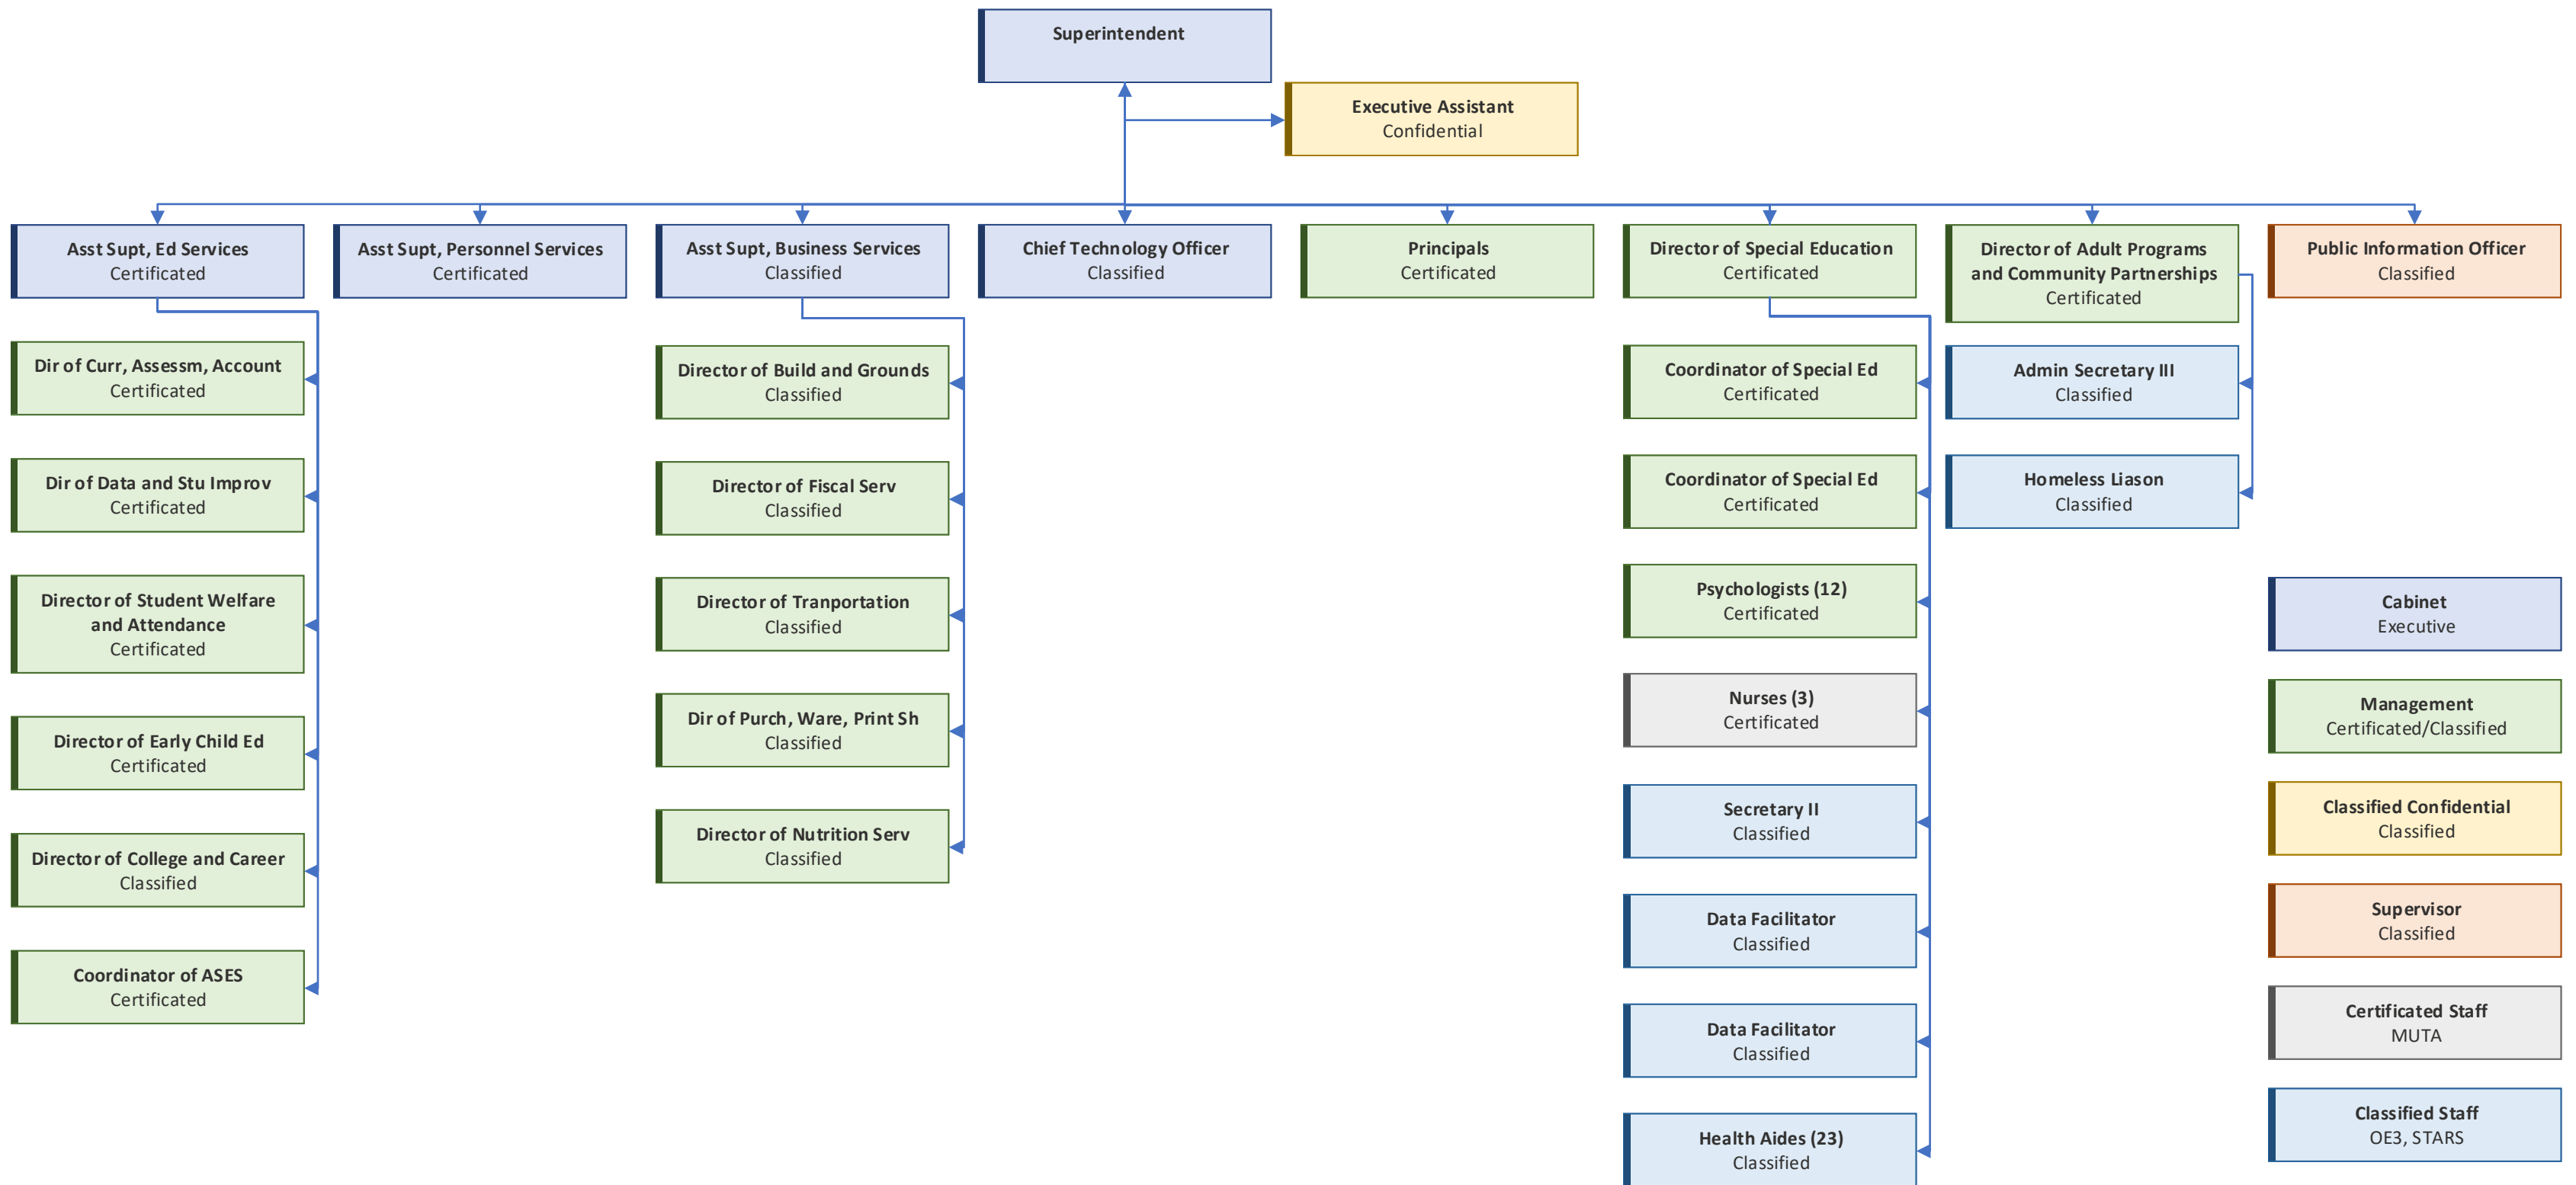 Superintendent
Executive Assistant
Confidential
Asst Supt, Ed Services
Certificated
Asst Supt, Personnel Services
Certificated
Asst Supt, Business Services
Classified
Chief Technology Officer
Classified
Principals
Certificated
Director of Special Education
Certificated
Director of Adult Programs
and Community Partnerships
Certificated
Public Information Officer
Classified
Dir of Curr, Assessm, Account
Certificated
Dir of Data and Stu Improv
Certificated
Director of Student Welfare
and Attendance
Certificated
Director of Early Child Ed
Certificated
Director of College and Career
Classified
Coordinator of ASES
Certificated
Director of Build and Grounds
Classified
Director of Fiscal Serv
Classified
Director of Tranportation
Classified
Dir of Purch, Ware, Print Sh
Classified
Director of Nutrition Serv
Classified
Coordinator of Special Ed
Certificated
Coordinator of Special Ed
Certificated
Psychologists (12)
Certificated
Nurses (3)
Certificated
Secretary II
Classified
Data Facilitator
Classified
Data Facilitator
Classified
Health Aides (23)
Classified
Admin Secretary III
Classified
Homeless Liason
Classified
Cabinet
Executive
Management
Certificated/Classified
Classified Confidential
Classified
Supervisor
Classified
Certificated Staff
MUTA
Classified Staff
OE3, STARS